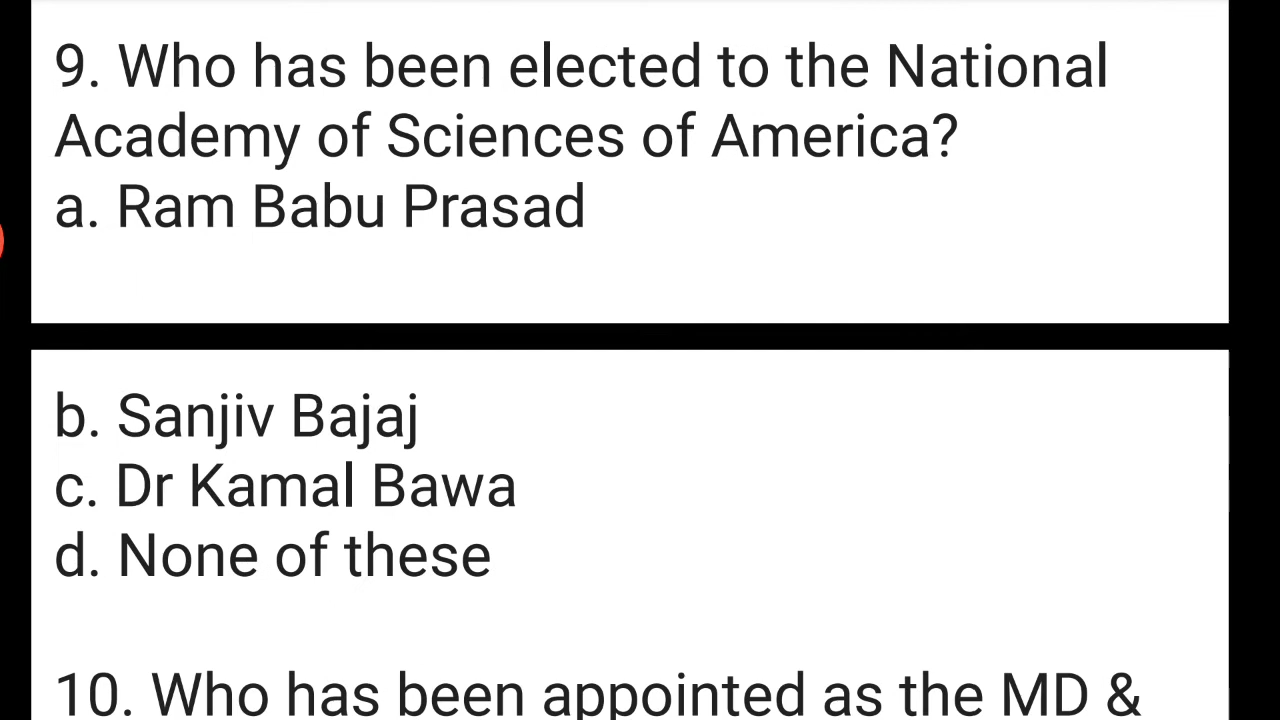 9. Who has been elected to the National
Academy of Sciences of America?
a. Ram Babu Prasad
b. Sanjiv Bajaj
c. Dr Kamal Bawa
d. None of these
10. Who has been appointed as the MD &